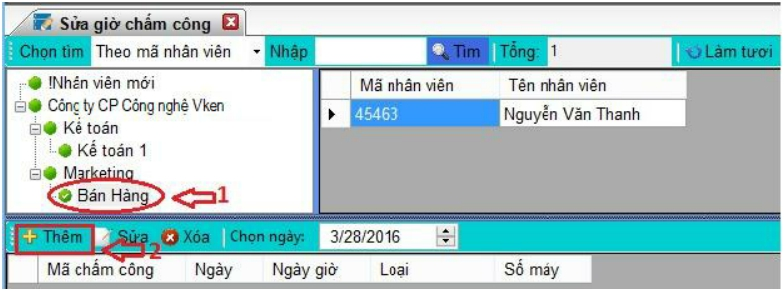 Sửa giờ chấm công
Chọn tìm Theo mã nhân viên Nhập Tìm Tổng: 1 Làm tươi
!Nhân viên mới
Công ty CP Công nghệ Vken
Kế toán
Kế toán 1
Marketing
Bán Hàng 1
Mã nhân viên Tên nhân viên
45463 Nguyễn Văn Thanh
Thêm Sửa Xóa Chọn ngày: 3/28/2016
2
Mã chấm công Ngày Ngày giờ Loại Số máy